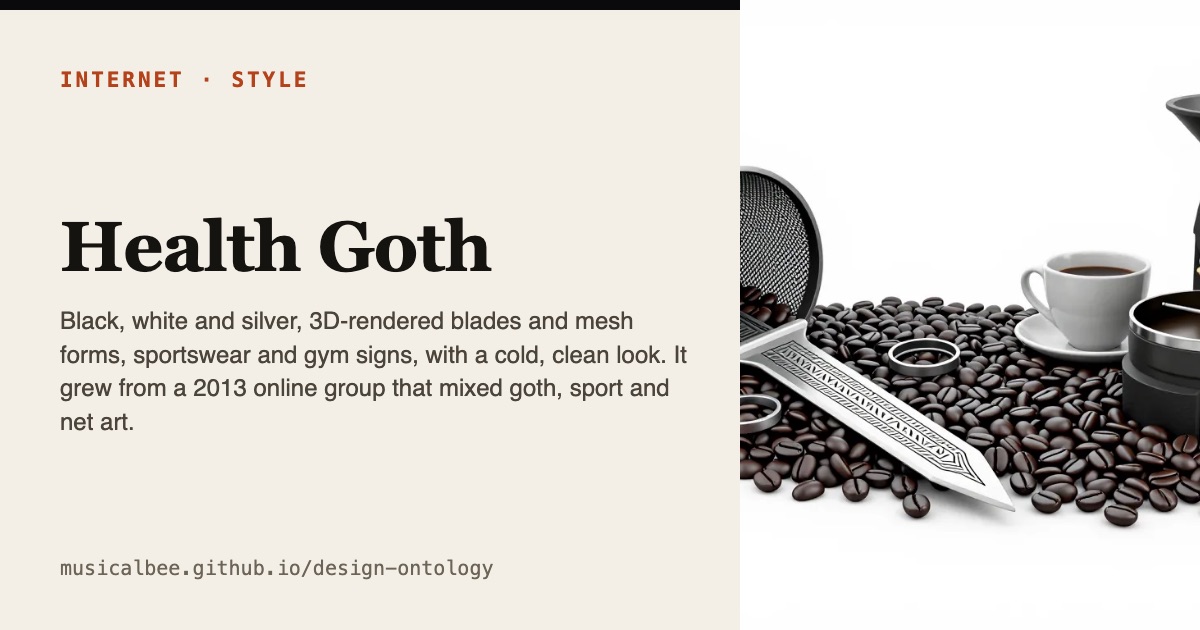 INTERNET · STYLE
Health Goth
Black, white and silver, 3D-rendered blades and mesh
forms, sportswear and gym signs, with a cold, clean look. It
grew from a 2013 online group that mixed goth, sport and
net art.
musicalbee.github.io/design-ontology